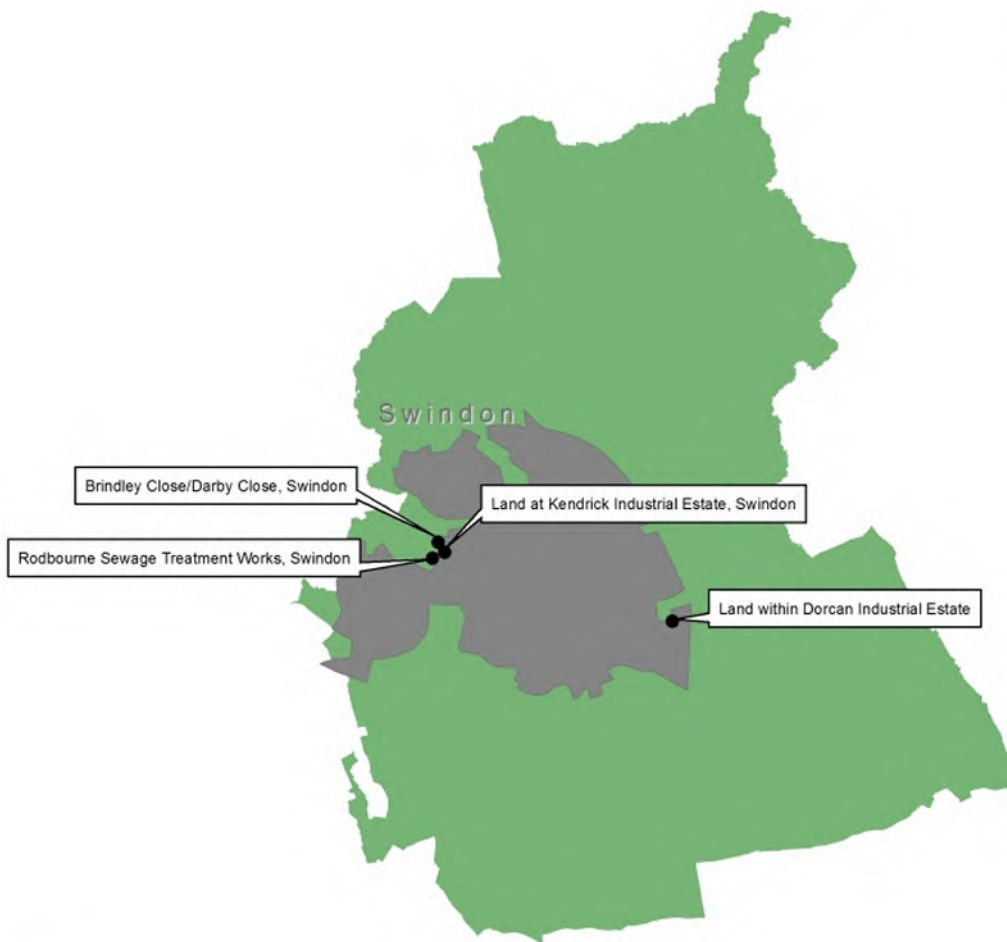 Swindon
Brindley Close/Darby Close, Swindon
Land at Kendrick Industrial Estate, Swindon
Rodbourne Sewage Treatment Works, Swindon
Land within Dorcan Industrial Estate